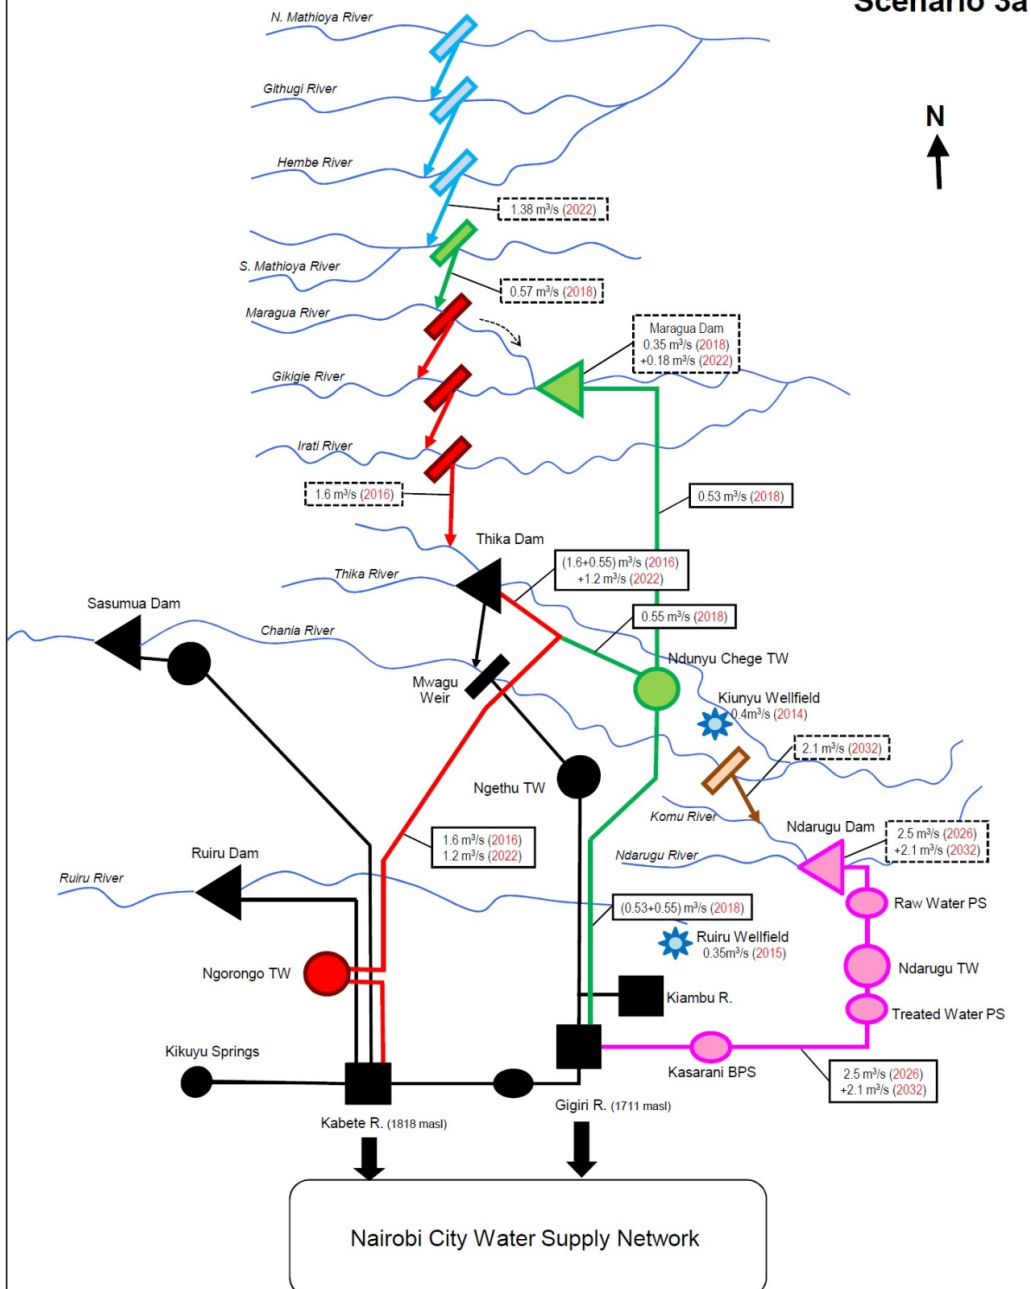 Scenario 3a
N. Mathioya River
Githugi River
N
Hembe River
1.38 m³/s (2022)
S. Mathioya River
0.57 m³/s (2018)
Maragua River
Maragua Dam
0.35 m³/s (2018)
+0.18 m³/s (2022)
Gikigie River
Irati River
1.6 m³/s (2016)
0.53 m³/s (2018)
Thika Dam
(1.6+0.55) m³/s (2016)
+1.2 m³/s (2022)
Thika River
Sasumua Dam
Chania River
0.55 m³/s (2018)
Ndunyu Chege TW
Mwagu
Weir
Kiunyu Wellfield
0.4m³/s (2014)
2.1 m³/s (2032)
Ngethu TW
Komu River
Ndarugu Dam
2.5 m³/s (2026)
+2.1 m³/s (2032)
1.6 m³/s (2016)
1.2 m³/s (2022)
Ruiru Dam
Ndarugu River
Ruiru River
Raw Water PS
(0.53+0.55) m³/s (2018)
Ruiru Wellfield
0.35m³/s (2015)
Ngorongo TW
Ndarugu TW
Kiambu R.
Treated Water PS
Kikuyu Springs
Kasarani BPS
2.5 m³/s (2026)
+2.1 m³/s (2032)
Kabete R. (1818 masl)
Gigiri R. (1711 masl)
Nairobi City Water Supply Network